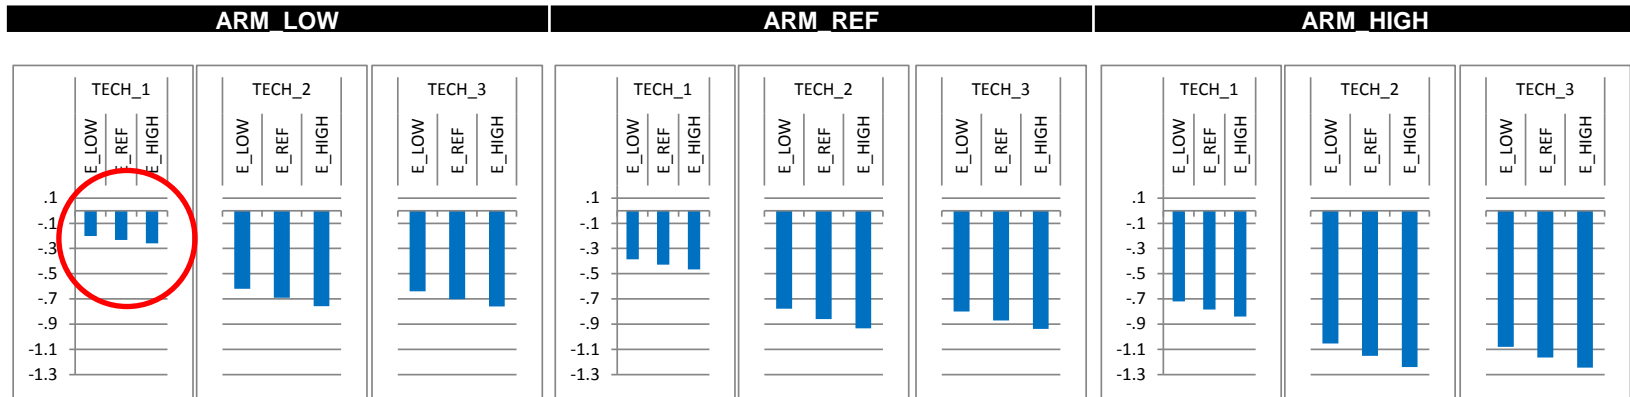 ARM_LOW ARM_REF ARM_HIGH
TECH_1 TECH_2 TECH_3 TECH_1 TECH_2 TECH_3 TECH_1 TECH_2 TECH_3
E_LOW E_REF E_HIGH E_LOW E_REF E_HIGH E_LOW E_REF E_HIGH E_LOW E_REF E_HIGH E_LOW E_REF E_HIGH E_LOW E_REF E_HIGH E_LOW E_REF E_HIGH E_LOW E_REF E_HIGH E_LOW E_REF E_HIGH
.1 .1 .1
-.1 -.1 -.1
-.3 -.3 -.3
-.5 -.5 -.5
-.7 -.7 -.7
-.9 -.9 -.9
-1.1 -1.1 -1.1
-1.3 -1.3 -1.3